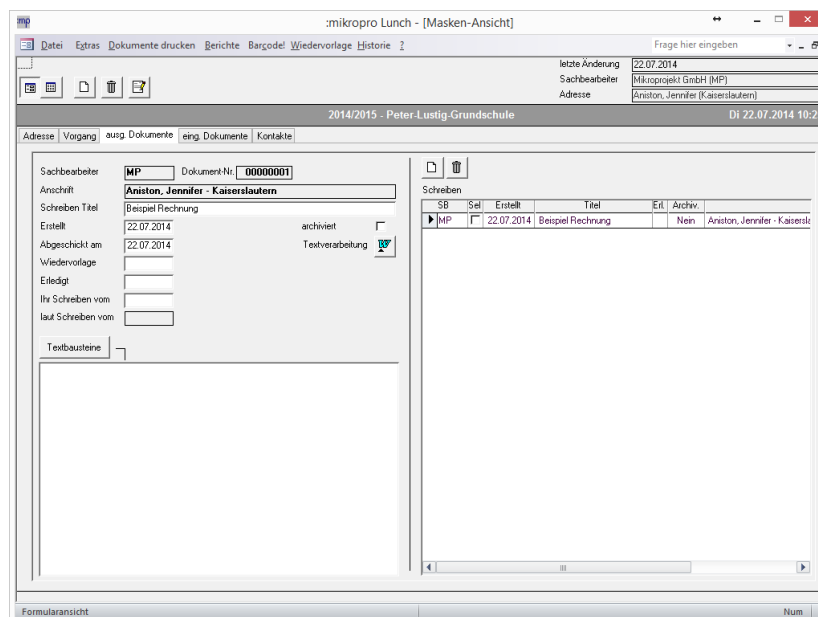 :mp :mikropro Lunch - [Masken-Ansicht]
Datei Extras Dokumente drucken Berichte Bargode! Wiedervorlage Historie ? Frage hier eingeben
letzte Änderung 22.07.2014
Sachbearbeiter Mikroprojekt GmbH (MP)
Adresse Aniston, Jennifer (Kaiserslautern)
2014/2015 - Peter-Lustig-Grundschule Di 22.07.2014 10:2
Adresse Vorgang ausg. Dokumente eing. Dokumente Kontakte
Sachbearbeiter MP Dokument-Nr. 00000001
Anschrift Aniston, Jennifer - Kaiserslautern
Schreiben Titel Beispiel Rechnung
Erstellt 22.07.2014 archiviert
Abgeschickt am 22.07.2014 Textverarbeitung
Wiedervorlage
Erledigt
Ihr Schreiben vom
laut Schreiben vom
Textbausteine
Schreiben
SB Sel Erstellt Titel Erl. Archiv.
MP 22.07.2014 Beispiel Rechnung Nein Aniston, Jennifer - Kaisersla
Formularansicht Num